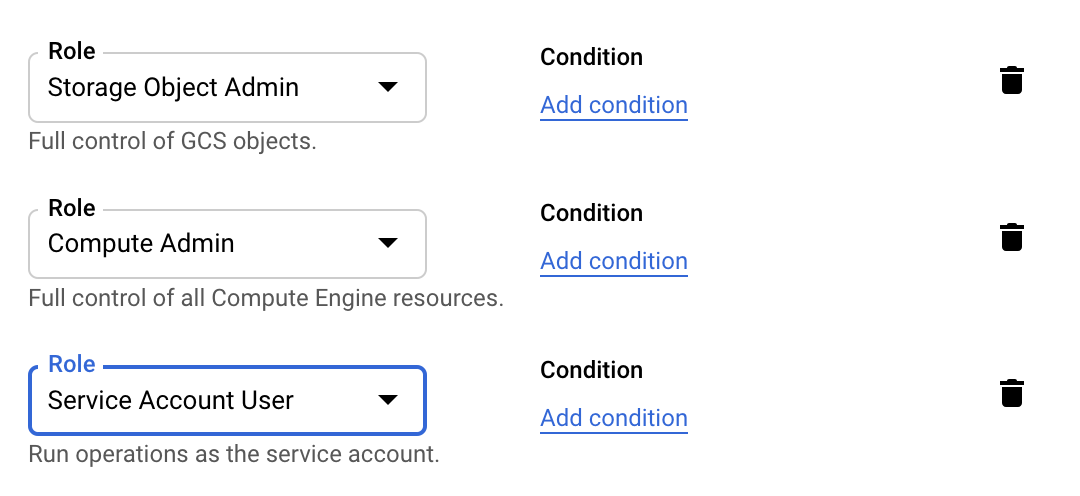 Role
Storage Object Admin
Full control of GCS objects.
Condition
Add condition
Role
Compute Admin
Full control of all Compute Engine resources.
Condition
Add condition
Role
Service Account User
Run operations as the service account.
Condition
Add condition